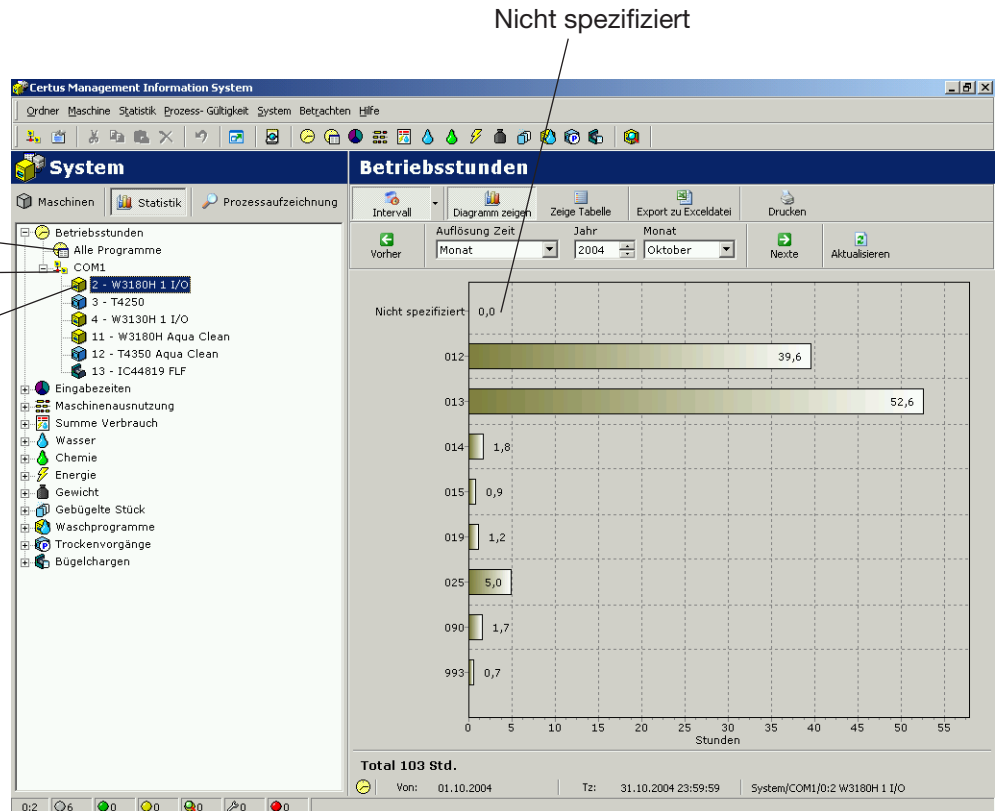 Nicht spezifiziert
Certus Management Information System
Ordner Maschine Statistik Prozess-Gültigkeit System Betrachten Hilfe
System
Betriebsstunden
Maschinen Statistik Prozessaufzeichnung
Intervall Diagramm zeigen Zeige Tabelle Export zu Exceldatei Drucken
Auflösung Zeit Jahr Monat
Vorher Monat 2004 Oktober Nexte Aktualisieren
Betriebsstunden
Alle Programme
COM1
2 - W3180H 1 I/O
3 - T4250
4 - W3130H 1 I/O
11 - W3180H Aqua Clean
12 - T4350 Aqua Clean
13 - IC44819 FLF
Eingabezeiten
Maschinenausnutzung
Summe Verbrauch
Wasser
Chemie
Energie
Gewicht
Gebügelte Stück
Waschprogramme
Trockenvorgänge
Bügelchargen
Nicht spezifiziert 0,0
012 39,6
013 52,6
014 1,8
015 0,9
019 1,2
025 5,0
090 1,7
993 0,7
0 5 10 15 20 25 30 35 40 45 50 55
Stunden
Total 103 Std.
Von: 01.10.2004 Tz: 31.10.2004 23:59:59 System/COM1/0:2 W3180H 1 I/O
0:2 6 0 0 0 0 0